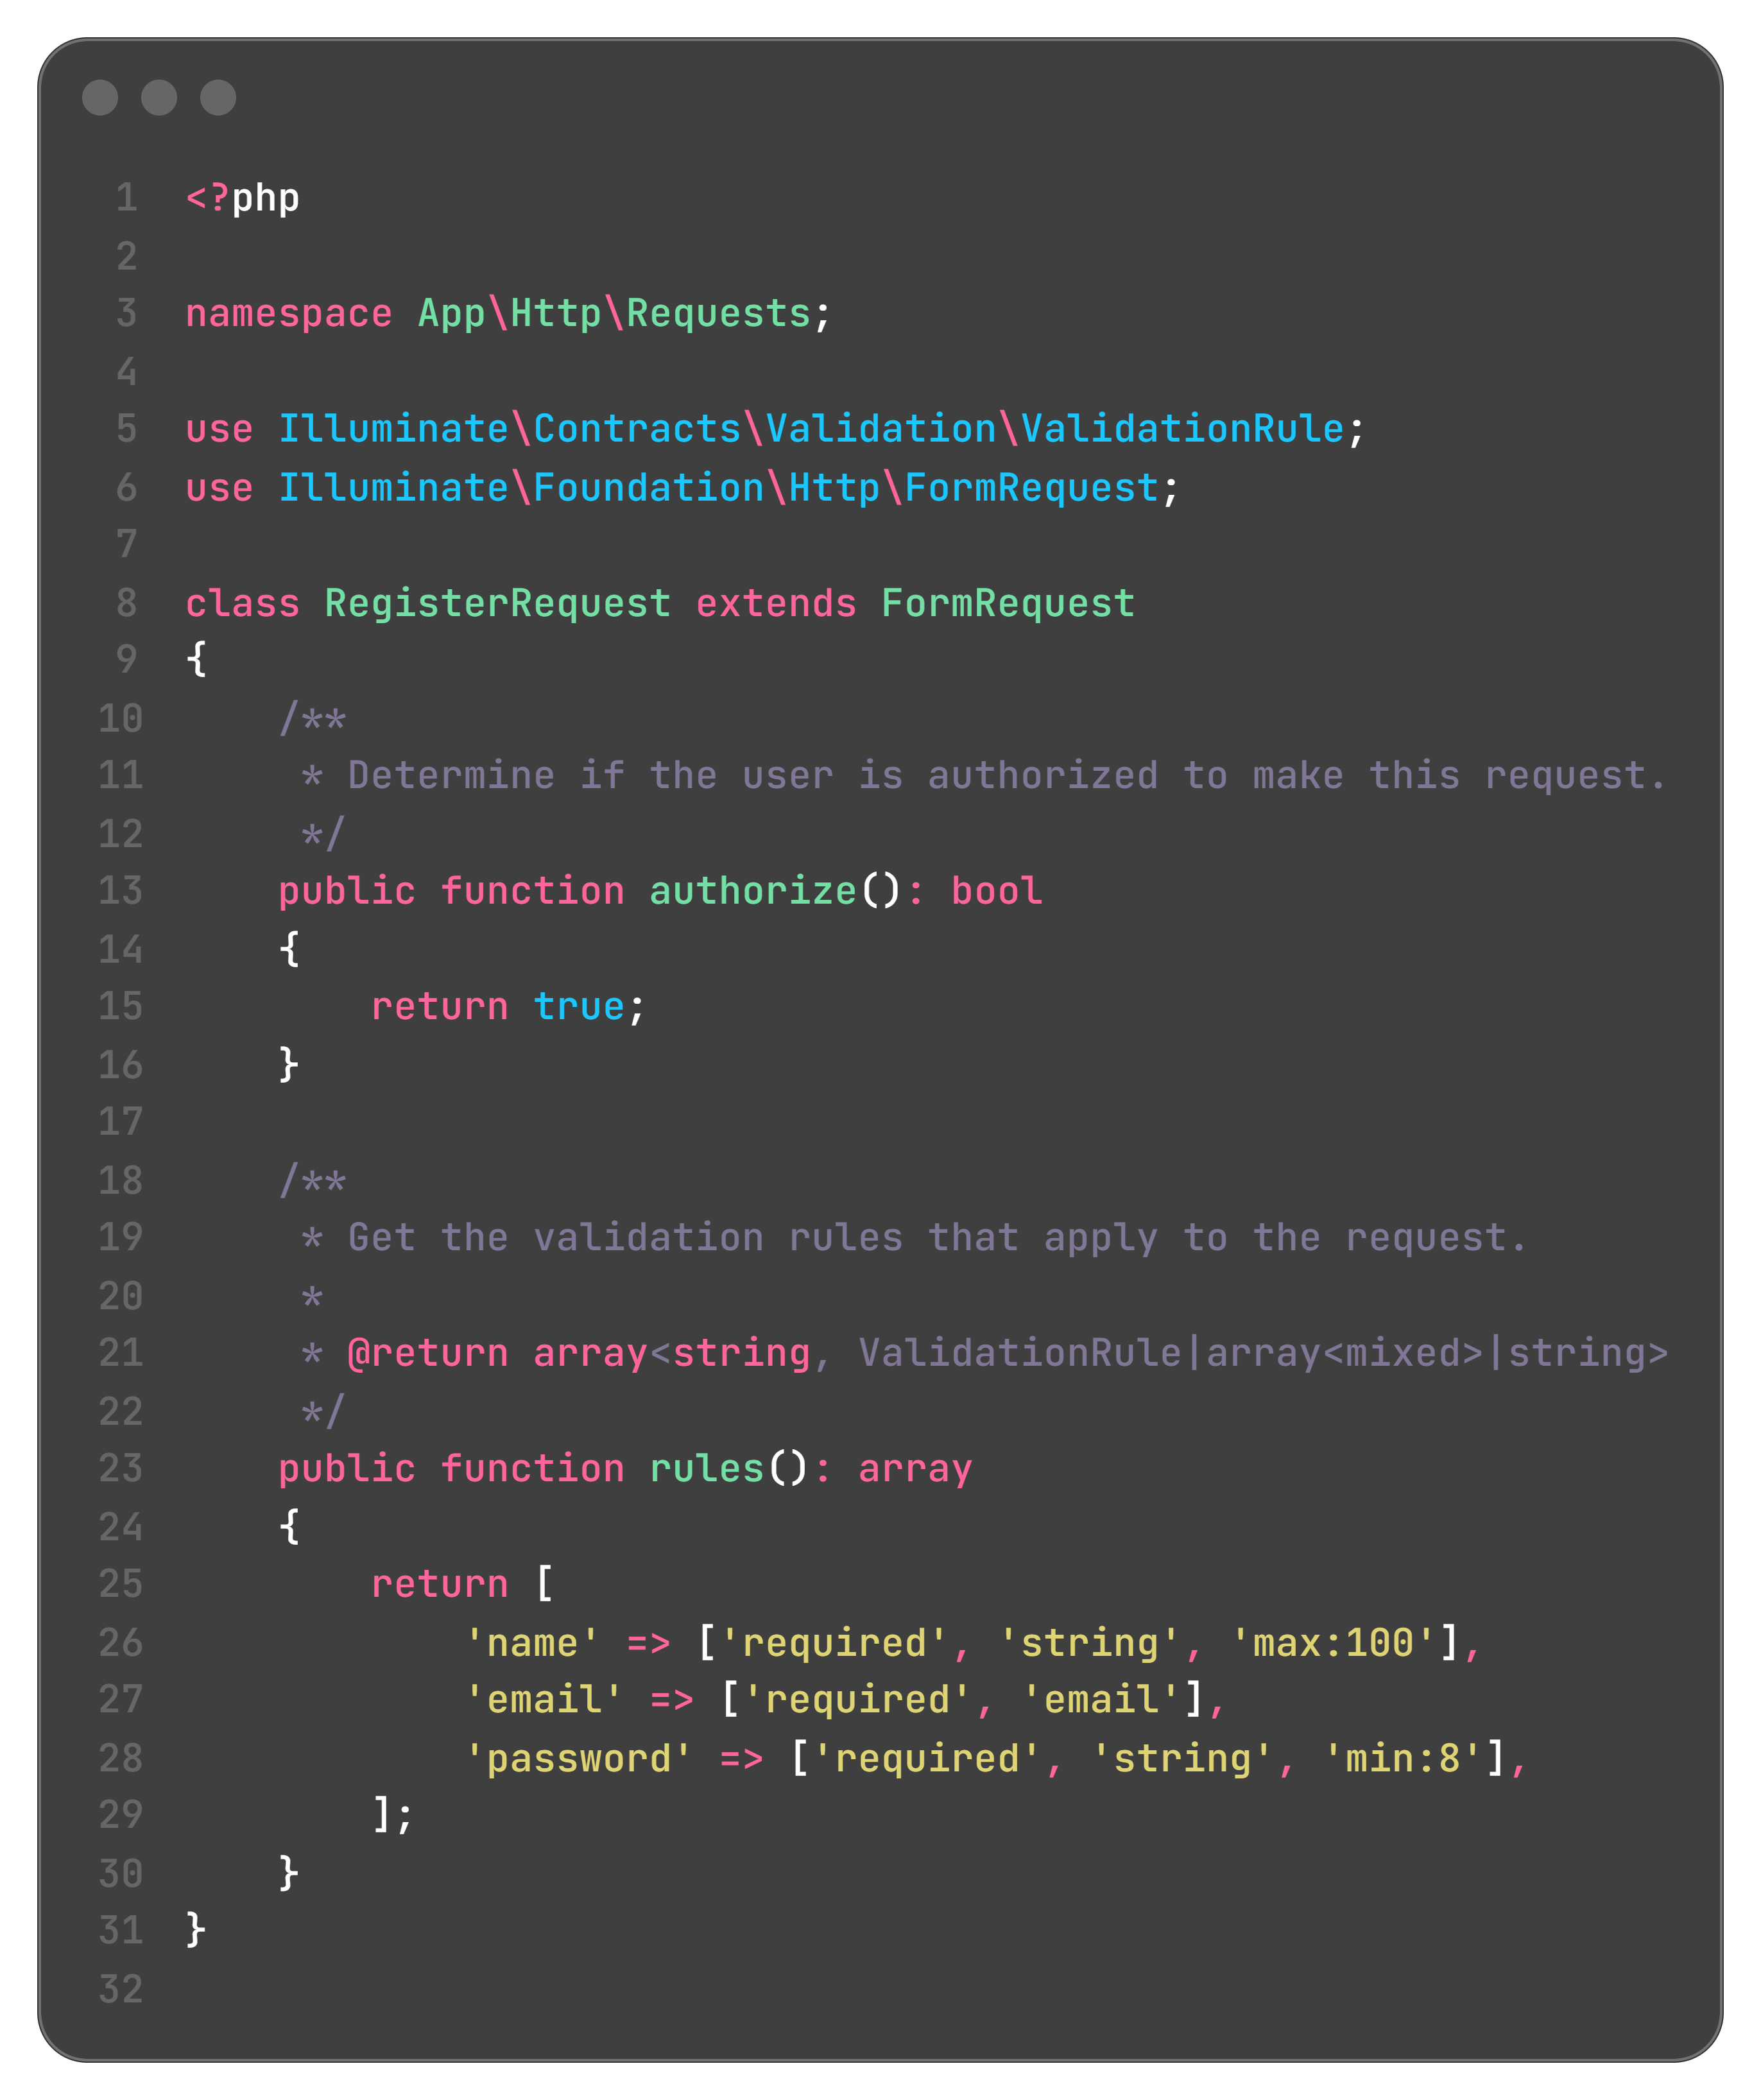 1 <?php
2
3 namespace App\Http\Requests;
4
5 use Illuminate\Contracts\Validation\ValidationRule;
6 use Illuminate\Foundation\Http\FormRequest;
7
8 class RegisterRequest extends FormRequest
9 {
10     /**
11      * Determine if the user is authorized to make this request.
12      */
13     public function authorize(): bool
14     {
15         return true;
16     }
17
18     /**
19      * Get the validation rules that apply to the request.
20      *
21      * @return array<string, ValidationRule|array<mixed>|string>
22      */
23     public function rules(): array
24     {
25         return [
26             'name' => ['required', 'string', 'max:100'],
27             'email' => ['required', 'email'],
28             'password' => ['required', 'string', 'min:8'],
29         ];
30     }
31 }
32